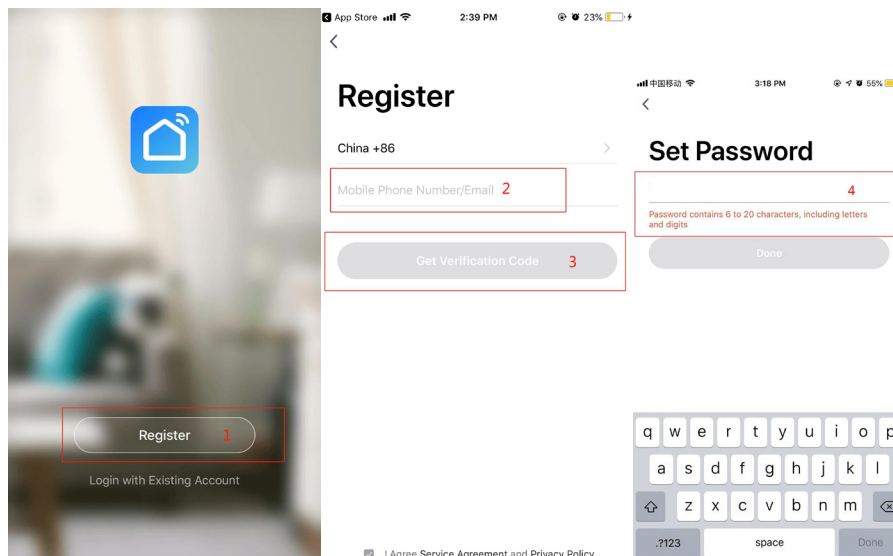 Register 1
Login with Existing Account
App Store 2:39 PM 23%
Register
China +86
Mobile Phone Number/Email 2
Get Verification Code 3
I Agree Service Agreement and Privacy Policy
中国移动 3:18 PM 55%
Set Password
4
Password contains 6 to 20 characters, including letters
and digits
Done
q w e r t y u i o p
a s d f g h j k l
z x c v b n m
.?123 space Done